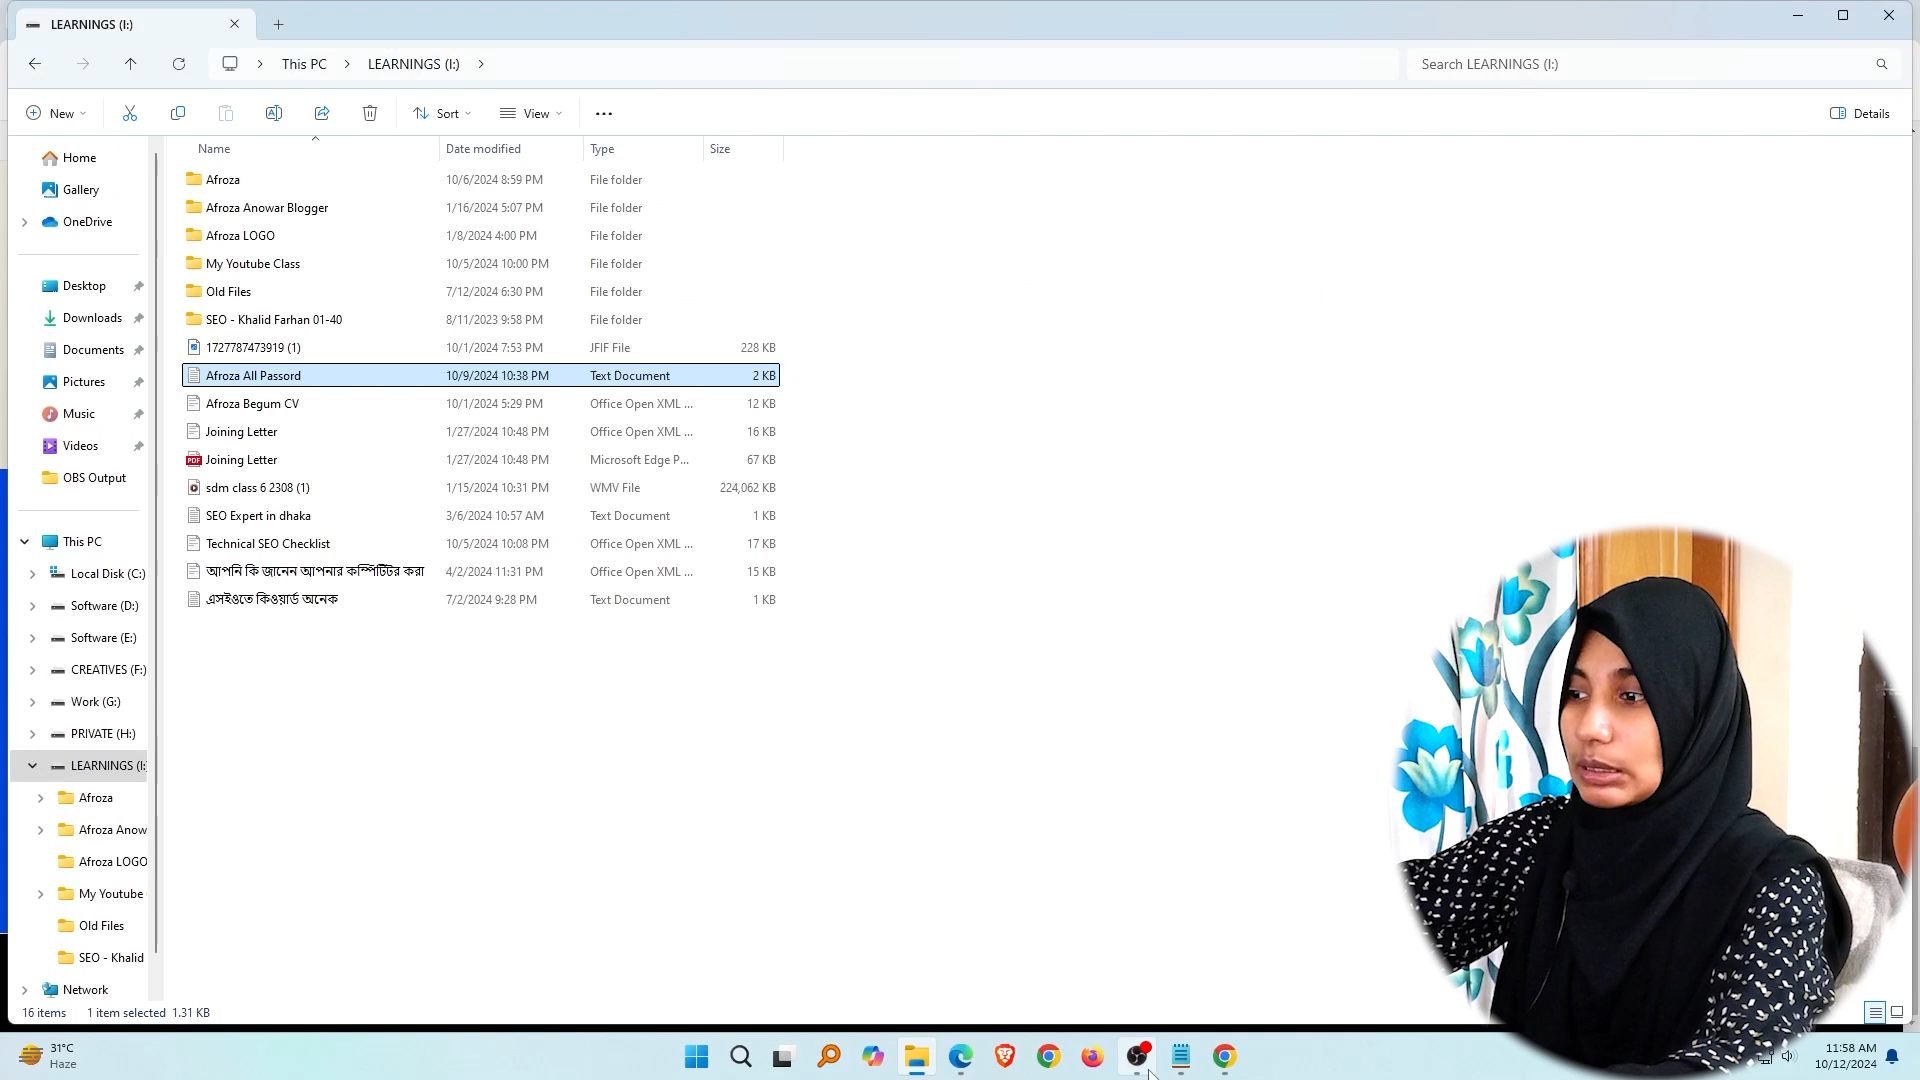 LEARNINGS (I:)
This PC
LEARNINGS (I:)
Search LEARNINGS (I:)
New
Sort
View
Details
Name
Date modified
Type
Size
Home
Gallery
OneDrive
Desktop
Downloads
Documents
Pictures
Music
Videos
OBS Output
This PC
Local Disk (C:)
Software (D:)
Software (E:)
CREATIVES (F:)
Work (G:)
PRIVATE (H:)
LEARNINGS (I:
Afroza
Afroza Anow
Afroza LOGO
My Youtube
Old Files
SEO - Khalid
Network
Afroza 10/6/2024 8:59 PM File folder
Afroza Anowar Blogger 1/16/2024 5:07 PM File folder
Afroza LOGO 1/8/2024 4:00 PM File folder
My Youtube Class 10/5/2024 10:00 PM File folder
Old Files 7/12/2024 6:30 PM File folder
SEO - Khalid Farhan 01-40 8/11/2023 9:58 PM File folder
1727787473919 (1) 10/1/2024 7:53 PM JFIF File 228 KB
Afroza All Passord 10/9/2024 10:38 PM Text Document 2 KB
Afroza Begum CV 10/1/2024 5:29 PM Office Open XML ... 12 KB
Joining Letter 1/27/2024 10:48 PM Office Open XML ... 16 KB
PDF Joining Letter 1/27/2024 10:48 PM Microsoft Edge P... 67 KB
sdm class 6 2308 (1) 1/15/2024 10:31 PM WMV File 224,062 KB
SEO Expert in dhaka 3/6/2024 10:57 AM Text Document 1 KB
Technical SEO Checklist 10/5/2024 10:08 PM Office Open XML ... 17 KB
আপনি কি জানেন আপনার কম্পিটিটর করা 4/2/2024 11:31 PM Office Open XML ... 15 KB
এসইওতে কিওয়ার্ড অনেক 7/2/2024 9:28 PM Text Document 1 KB
16 items 1 item selected 1.31 KB
31°C
Haze
11:58 AM
10/12/2024